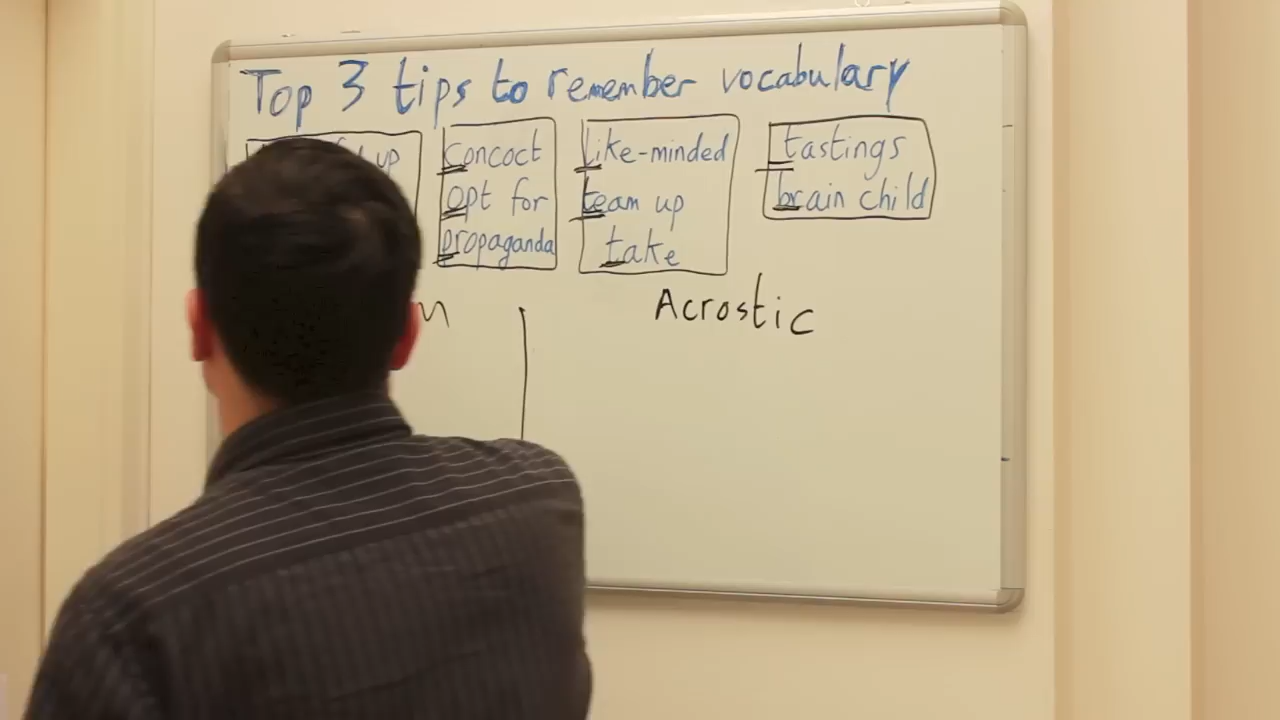 Top 3 tips to remember vocabulary
up
concoct
opt for
propaganda
like-minded
team up
take
tastings
brain child
Acrostic